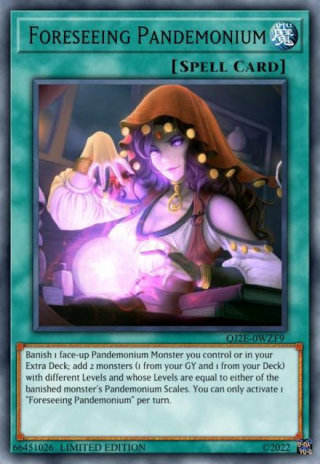 FORESEEING PANDEMONIUM
[SPELL CARD]
OJ2E-0WZF9
Banish 1 face-up Pandemonium Monster you control or in your
Extra Deck; add 2 monsters (1 from your GY and 1 from your Deck)
with different Levels and whose Levels are equal to either of the
banished monster's Pandemonium Scales. You can only activate 1
"Foreseeing Pandemonium" per turn.
66451026 LIMITED EDITION
©2022